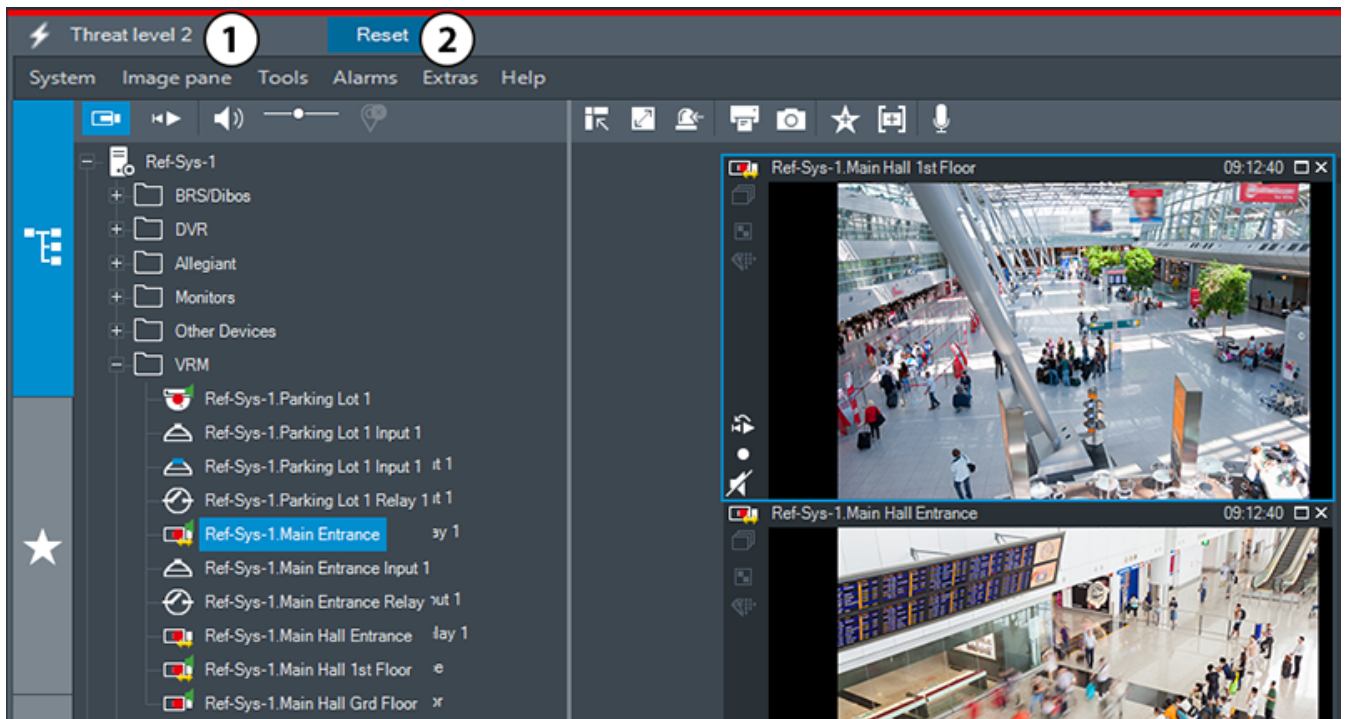 Threat level 2 1 Reset 2
System Image pane Tools Alarms Extras Help
Ref-Sys-1
BRS/Dibos
DVR
Allegiant
Monitors
Other Devices
VRM
Ref-Sys-1.Parking Lot 1
Ref-Sys-1.Parking Lot 1 Input 1
Ref-Sys-1.Parking Lot 1 Input 1
Ref-Sys-1.Parking Lot 1 Relay 1
Ref-Sys-1.Main Entrance
Ref-Sys-1.Main Entrance Input 1
Ref-Sys-1.Main Entrance Relay
Ref-Sys-1.Main Hall Entrance
Ref-Sys-1.Main Hall 1st Floor
Ref-Sys-1.Main Hall Grd Floor
Ref-Sys-1.Main Hall 1st Floor 09:12:40
Ref-Sys-1.Main Hall Entrance 09:12:40